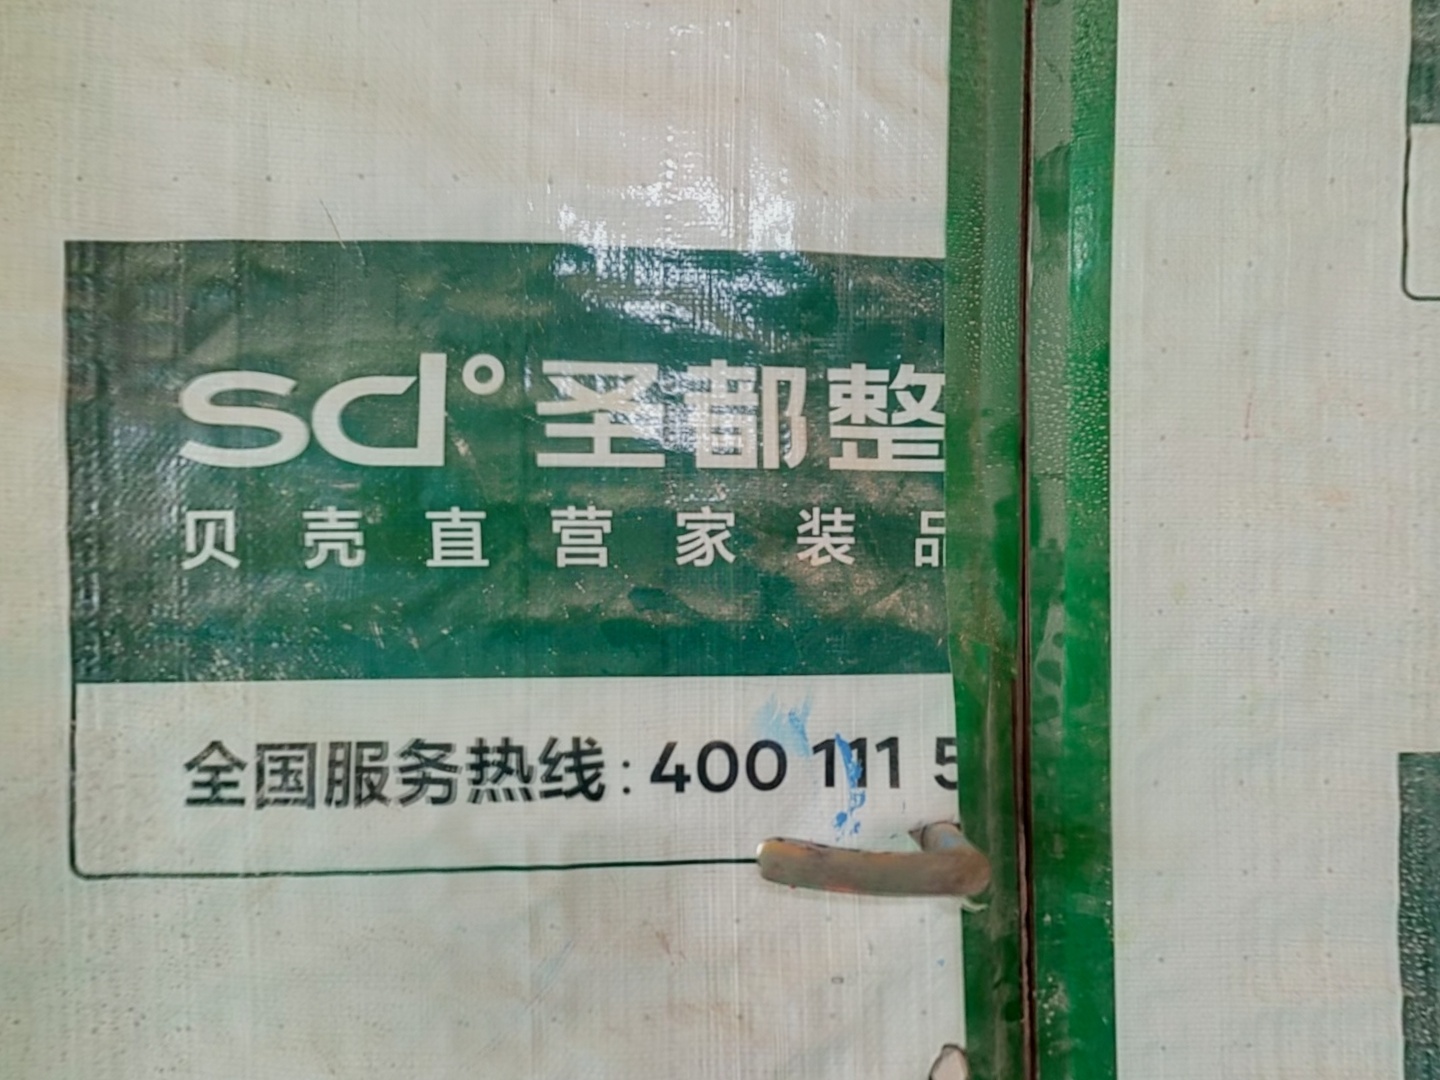 sd° 圣都整
贝壳直营家装品
全国服务热线: 400 111 5